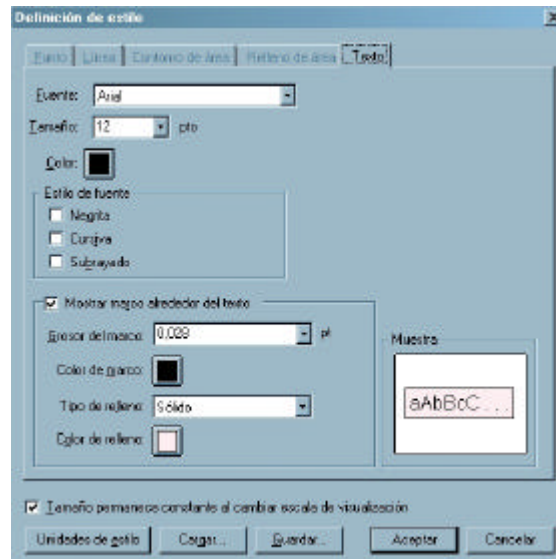 Definición de estilo
Punto Línea Contorno de área Relleno de área Texto
Fuente: Arial
Tamaño: 12 pto
Color:
Estilo de fuente
Negrita
Cursiva
Subrayado
Mostrar marco alrededor del texto
Grosor del marco: 0,028 pt
Color de marco:
Tipo de relleno: Sólido
Color de relleno:
Muestra
aAbBcC...
Tamaño permanece constante al cambiar escala de visualización
Unidades de estilo Cargar... Guardar... Aceptar Cancelar